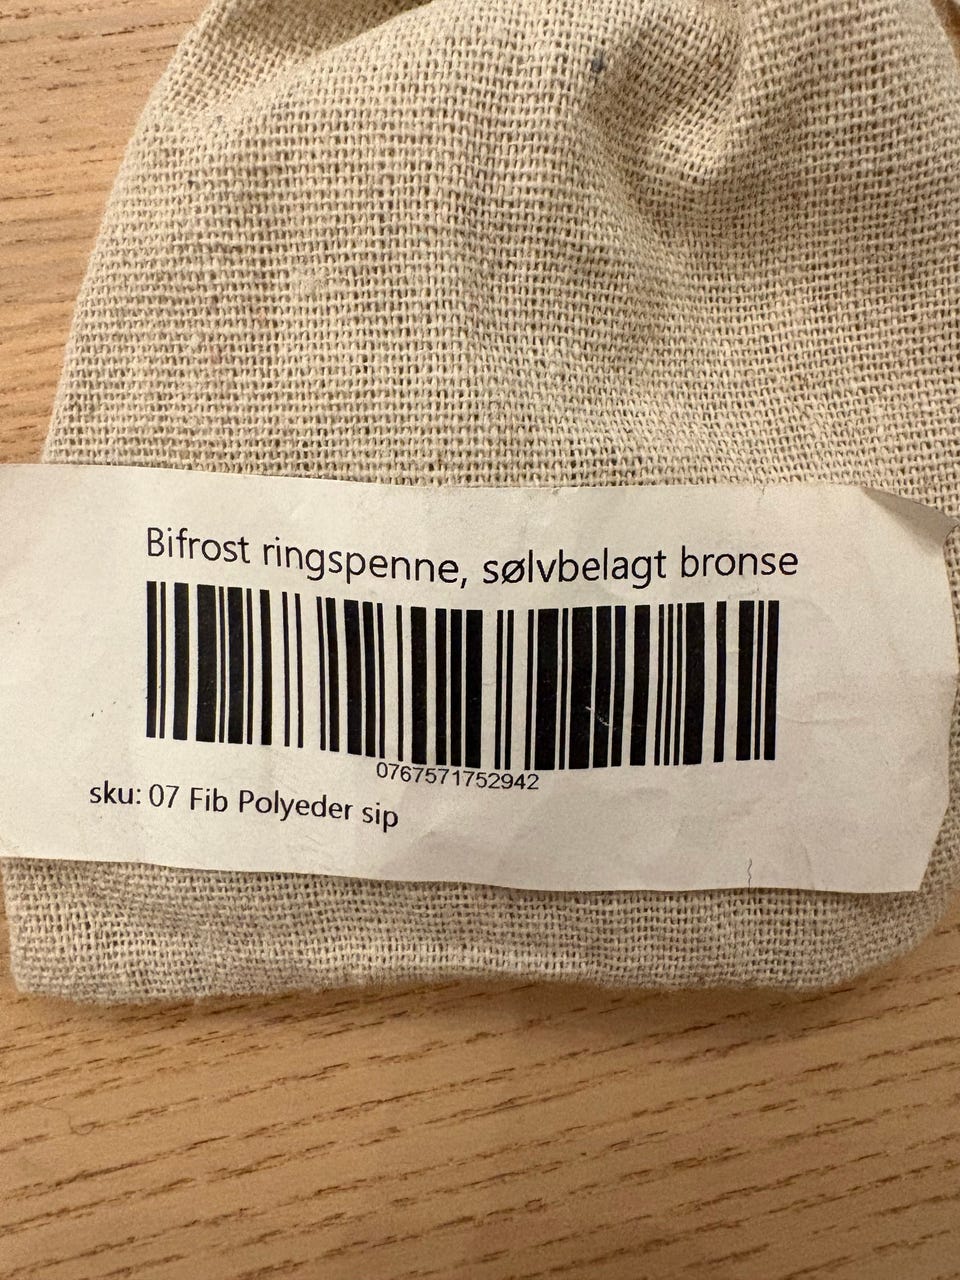 Bifrost ringspenne, sølvbelagt bronse
0767571752942
sku: 07 Fib Polyeder sip